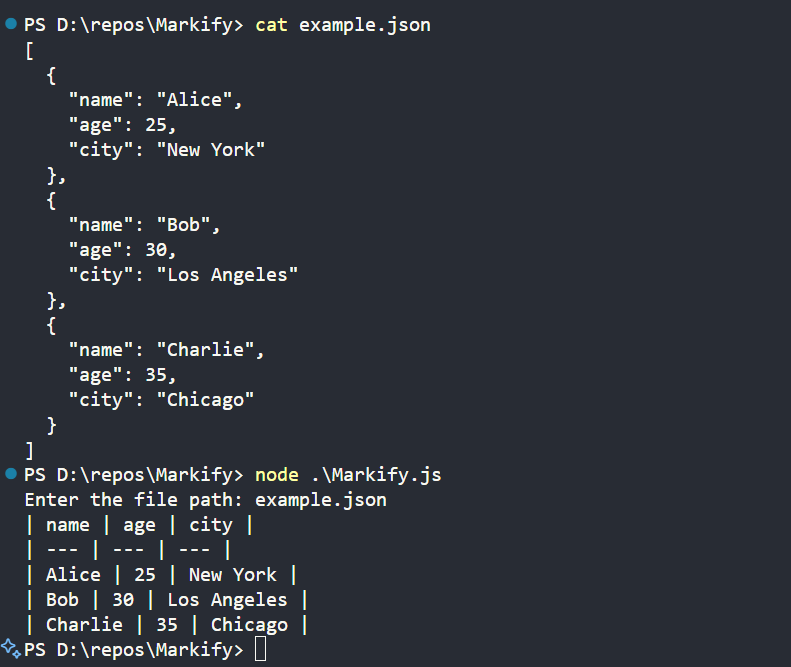 PS D:\repos\Markify> cat example.json
[
  {
    "name": "Alice",
    "age": 25,
    "city": "New York"
  },
  {
    "name": "Bob",
    "age": 30,
    "city": "Los Angeles"
  },
  {
    "name": "Charlie",
    "age": 35,
    "city": "Chicago"
  }
]
PS D:\repos\Markify> node .\Markify.js
Enter the file path: example.json
| name | age | city |
| --- | --- | --- |
| Alice | 25 | New York |
| Bob | 30 | Los Angeles |
| Charlie | 35 | Chicago |
PS D:\repos\Markify>